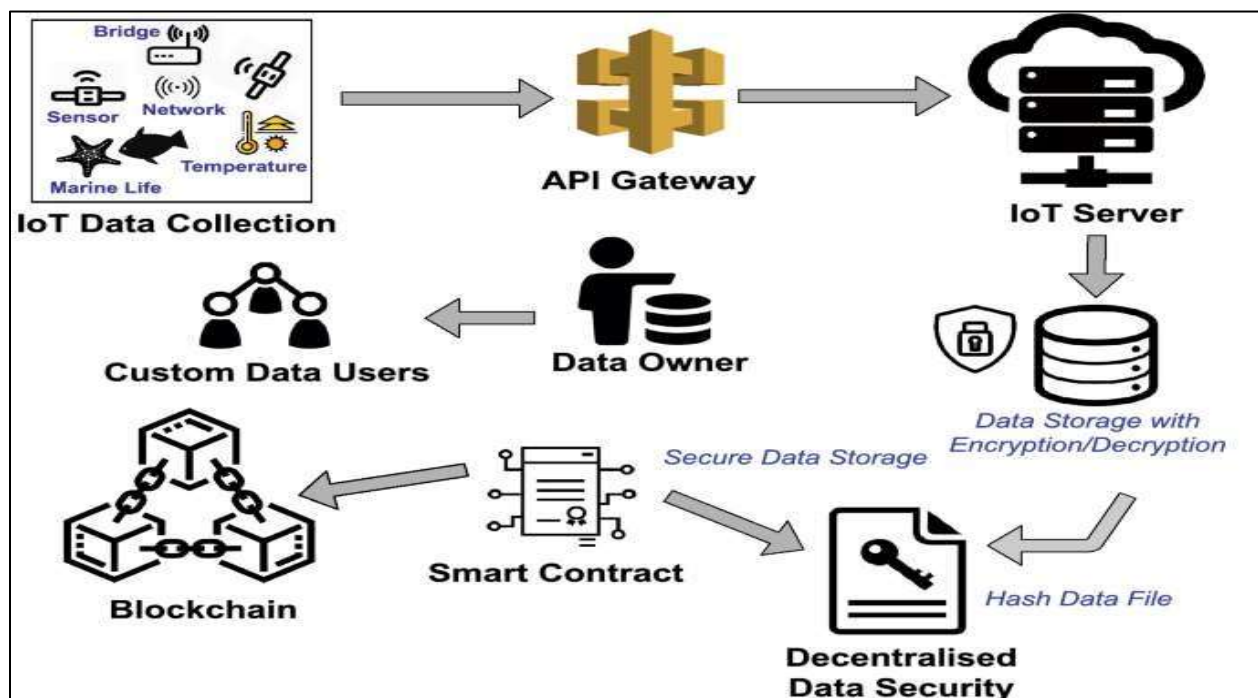 Bridge
Sensor
Network
Temperature
Marine Life
IoT Data Collection
API Gateway
IoT Server
Custom Data Users
Data Owner
Data Storage with
Encryption/Decryption
Secure Data Storage
Blockchain
Smart Contract
Hash Data File
Decentralised
Data Security